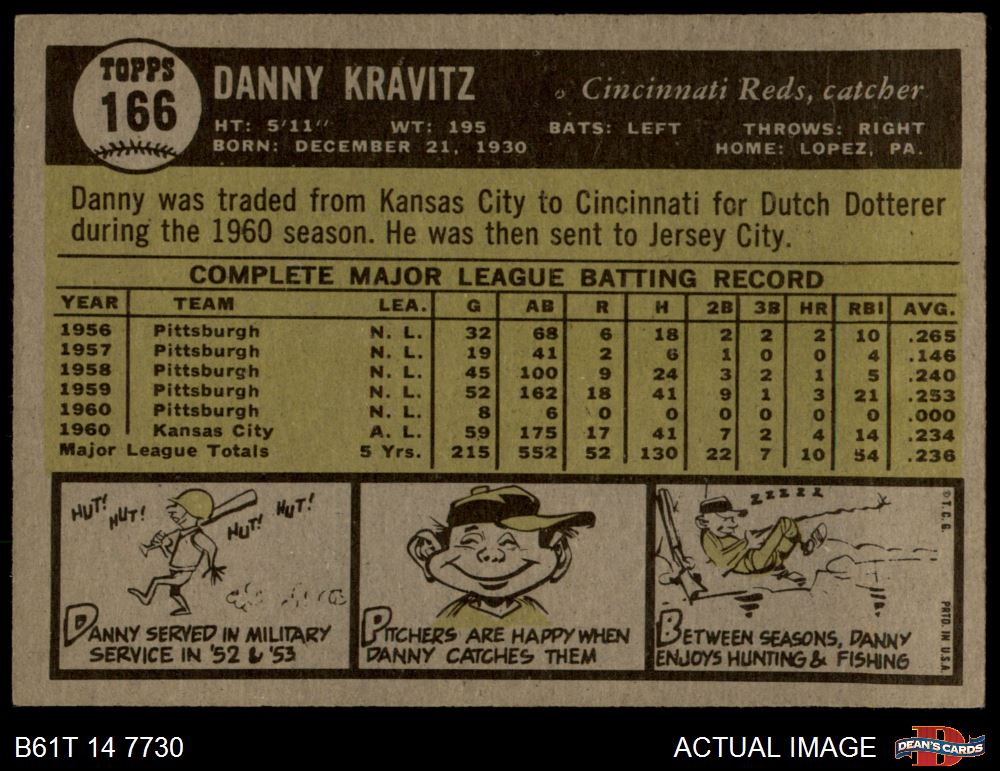 TOPPS
166
DANNY KRAVITZ
Cincinnati Reds, catcher
HT: 5'11" WT: 195 BATS: LEFT THROWS: RIGHT
BORN: DECEMBER 21, 1930 HOME: LOPEZ, PA.
Danny was traded from Kansas City to Cincinnati for Dutch Dotterer
during the 1960 season. He was then sent to Jersey City.
COMPLETE MAJOR LEAGUE BATTING RECORD
YEAR TEAM LEA. G AB R H 2B 3B HR RBI AVG.
1956 Pittsburgh N. L. 32 68 6 18 2 2 2 10 .265
1957 Pittsburgh N. L. 19 41 2 6 1 0 0 4 .146
1958 Pittsburgh N. L. 45 100 9 24 3 2 1 5 .240
1959 Pittsburgh N. L. 52 162 18 41 9 1 3 21 .253
1960 Pittsburgh N. L. 8 6 0 0 0 0 0 0 .000
1960 Kansas City A. L. 59 175 17 41 7 2 4 14 .234
Major League Totals 5 Yrs. 215 552 52 130 22 7 10 54 .236
HUT! HUT! HUT! HUT!
DANNY SERVED IN MILITARY
SERVICE IN '52 & '53
PITCHERS ARE HAPPY WHEN
DANNY CATCHES THEM
ZZZZZ
BETWEEN SEASONS, DANNY
ENJOYS HUNTING & FISHING
© T. C. G.
PRTD. IN U.S.A.
B61T 14 7730
ACTUAL IMAGE
D
DEAN'S CARDS